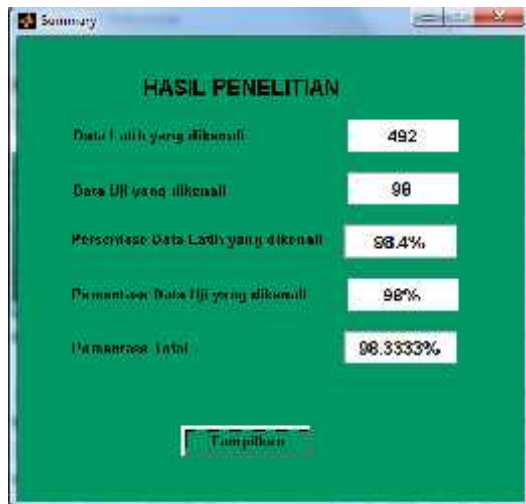 Summary
HASIL PENELITIAN
Data Latih yang dikenali 492
Data Uji yang dikenali 98
Persentase Data Latih yang dikenali 98.4%
Persentase Data Uji yang dikenali 98%
Persentase Total 98.3333%
Tampilkan